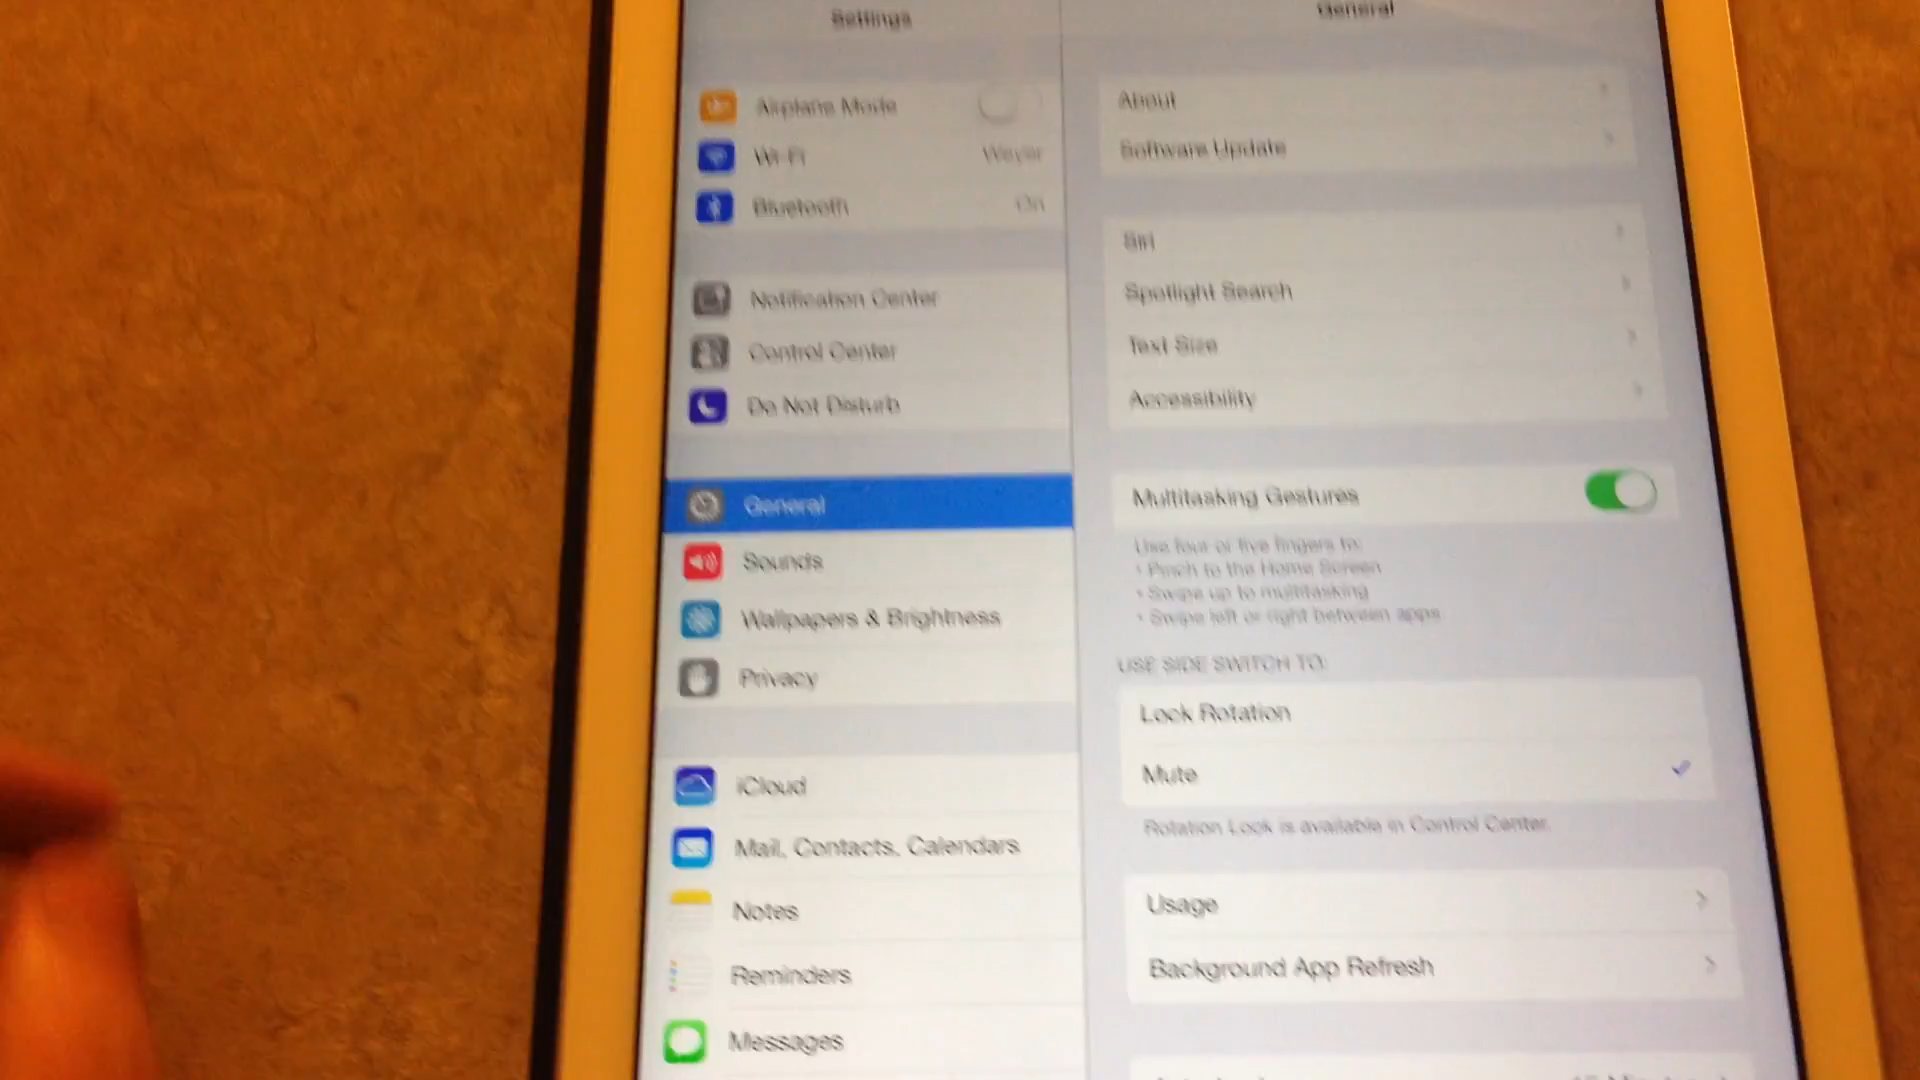 Settings
Airplane Mode
Wi-Fi
Bluetooth On
Notification Center
Control Center
Do Not Disturb
General
Sounds
Wallpapers & Brightness
Privacy
iCloud
Mail, Contacts, Calendars
Notes
Reminders
Messages
General
About
Software Update
Siri
Spotlight Search
Text Size
Accessibility
Multitasking Gestures
Use four or five fingers to:
• Pinch to the Home Screen
• Swipe up to multitasking
• Swipe left or right between apps
USE SIDE SWITCH TO:
Lock Rotation
Mute
Rotation Lock is available in Control Center.
Usage
Background App Refresh